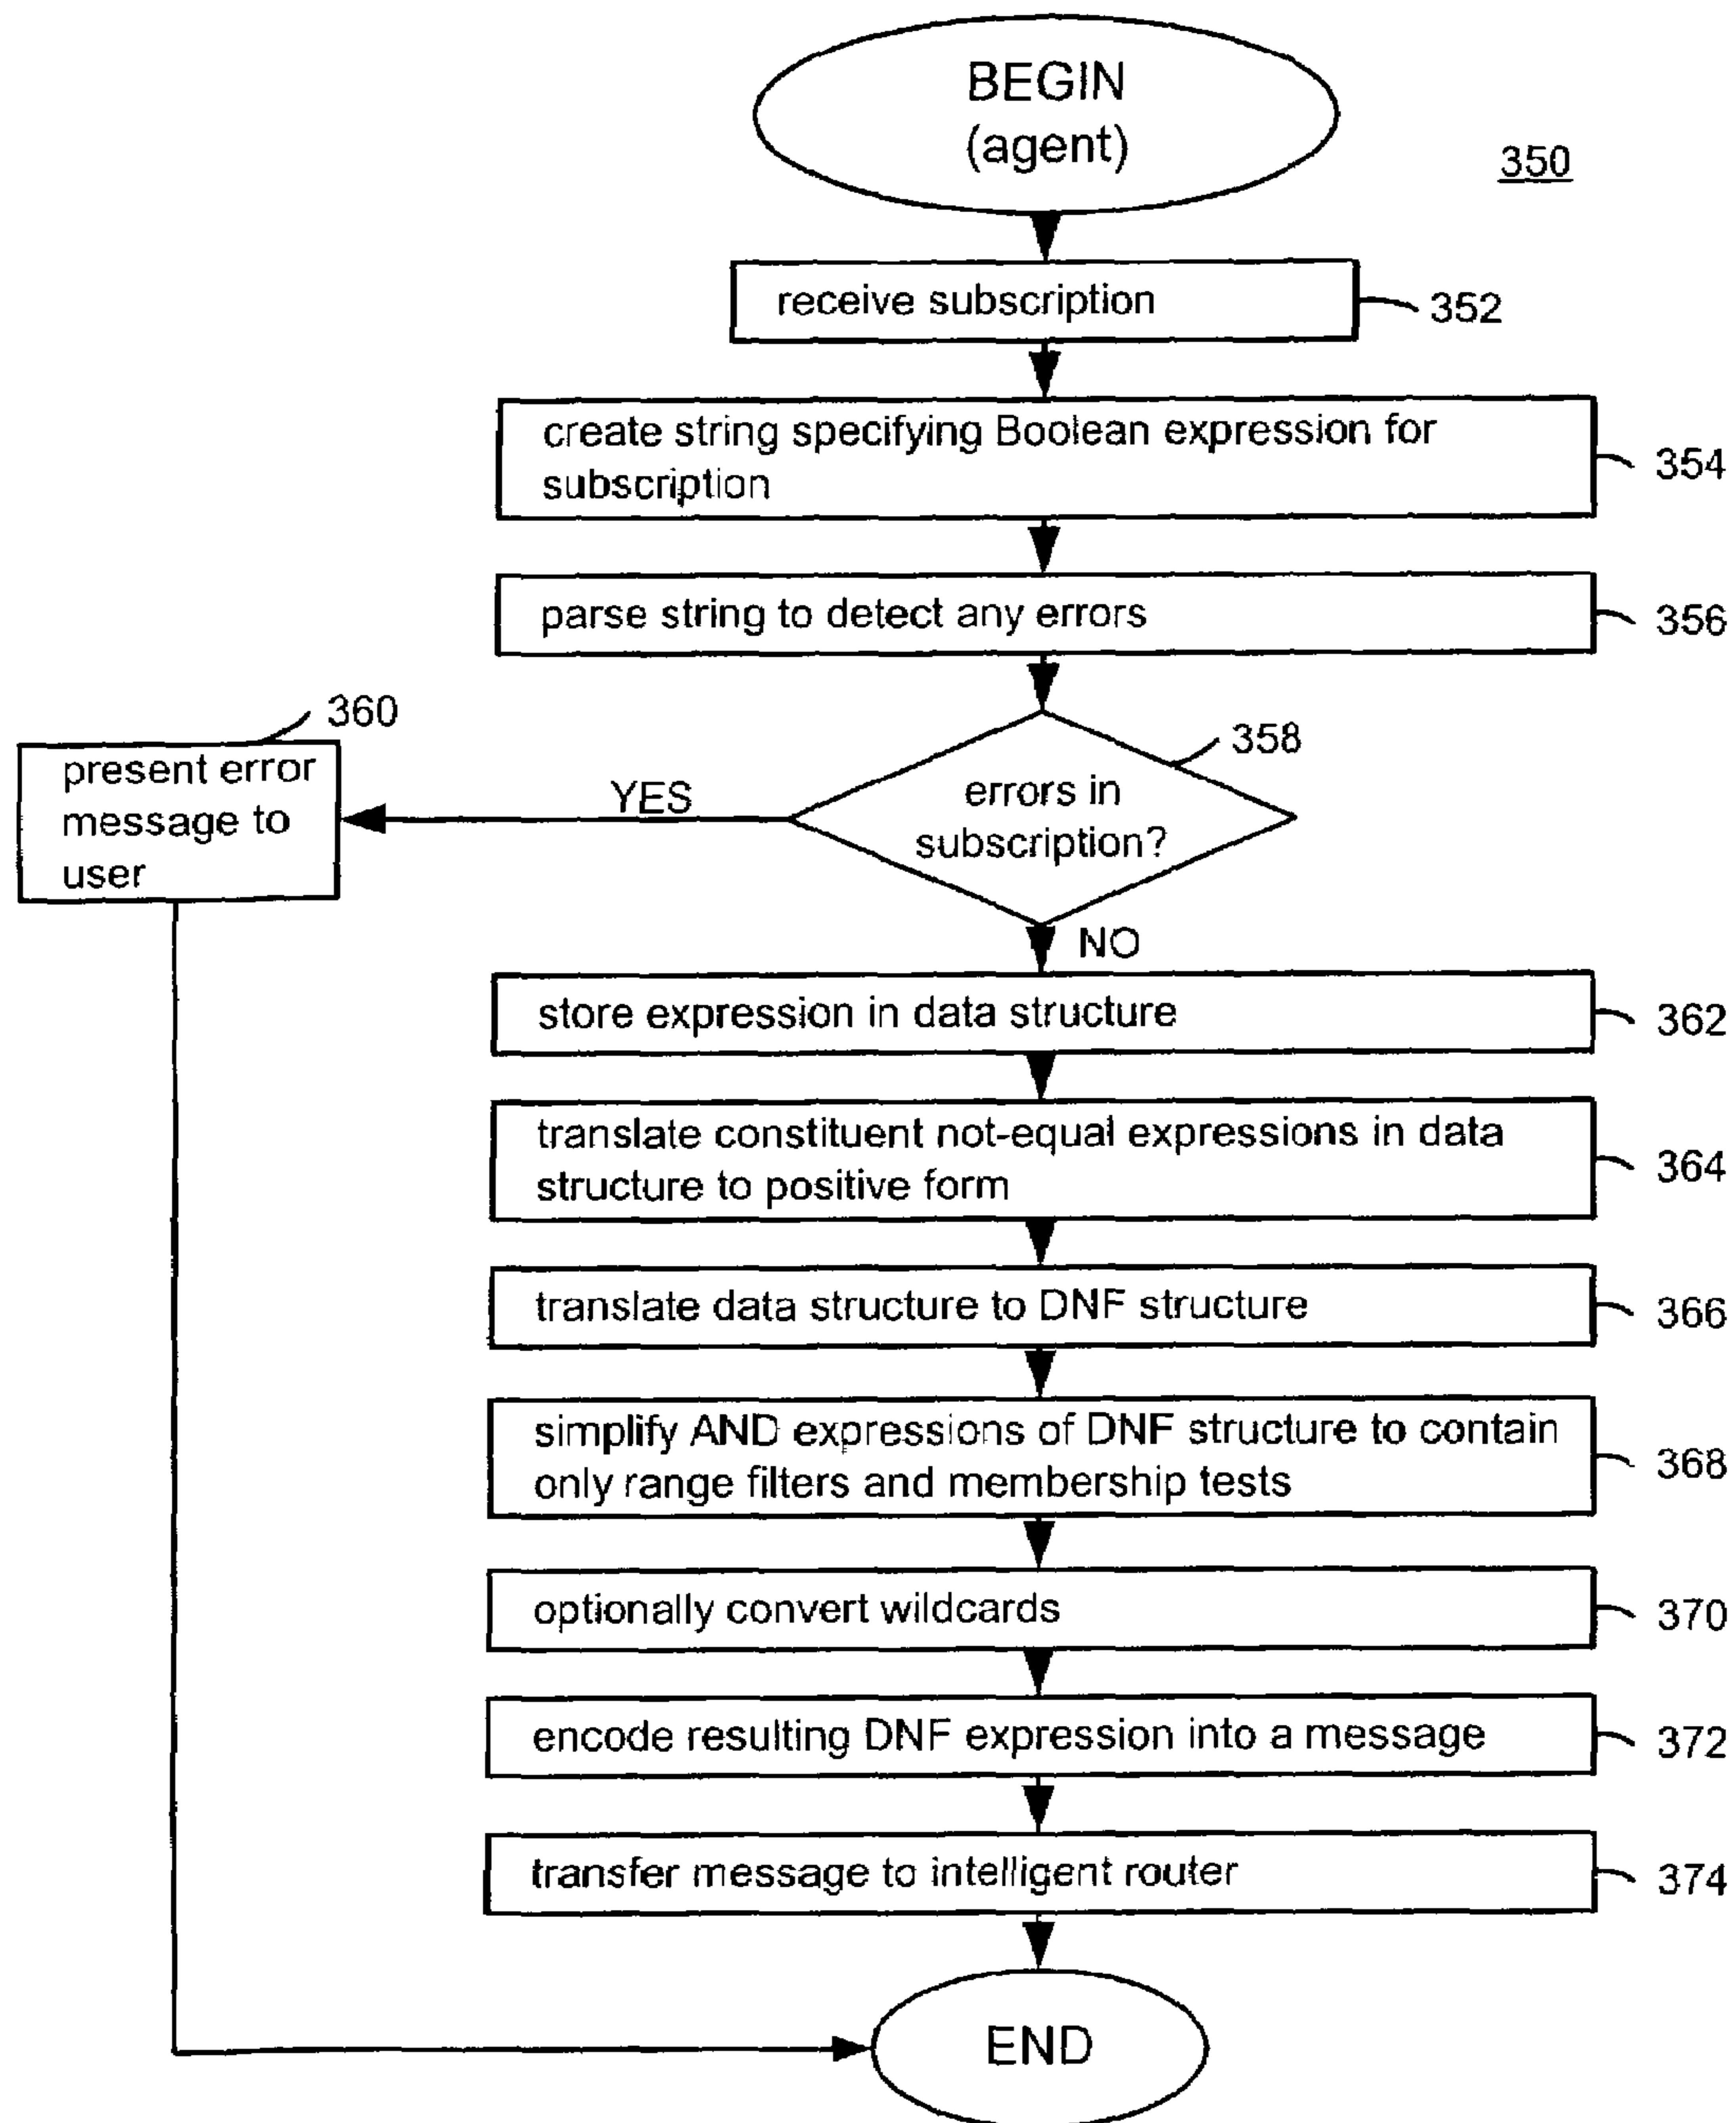 BEGIN
(agent)
350
receive subscription
352
create string specifying Boolean expression for
subscription
354
parse string to detect any errors
356
360
present error
message to
user
YES
358
errors in
subscription?
NO
store expression in data structure
362
translate constituent not-equal expressions in data
structure to positive form
364
translate data structure to DNF structure
366
simplify AND expressions of DNF structure to contain
only range filters and membership tests
368
optionally convert wildcards
370
encode resulting DNF expression into a message
372
transfer message to intelligent router
374
END